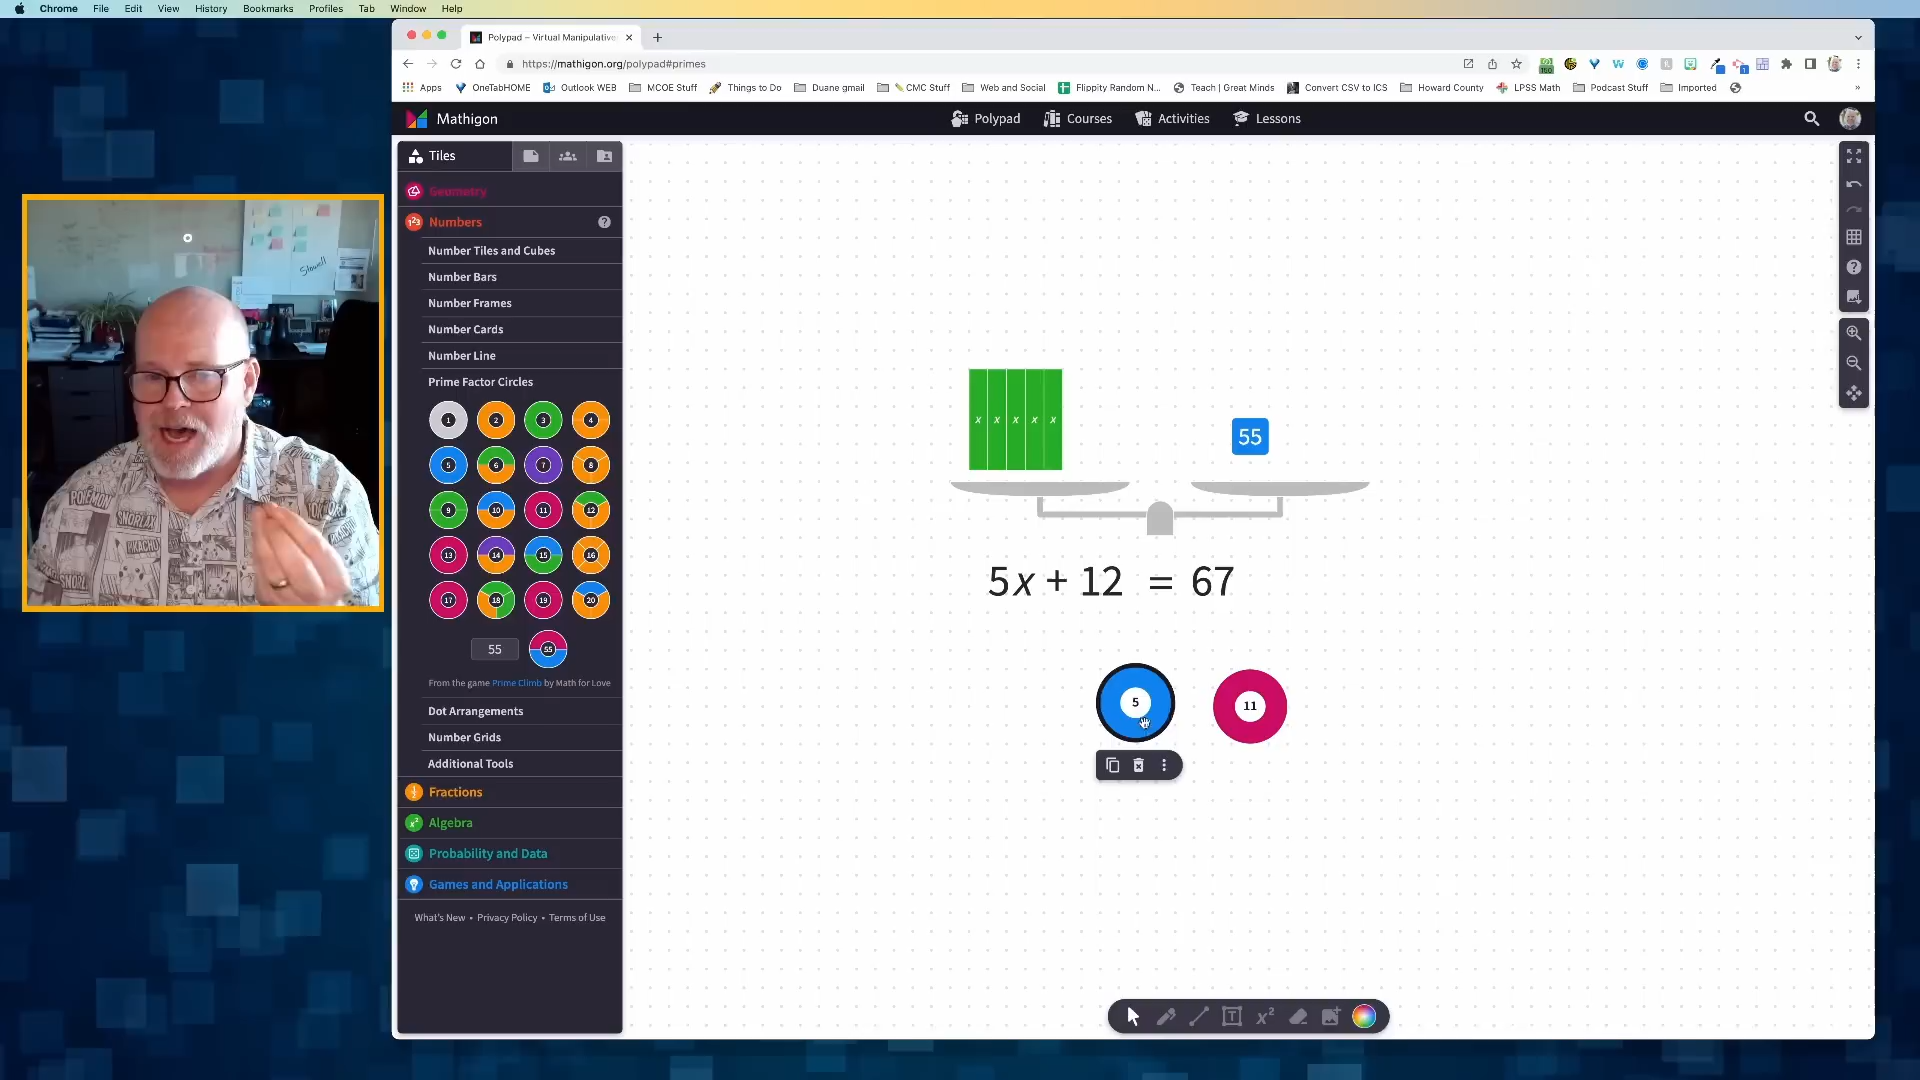 Chrome File Edit View History Bookmarks Profiles Tab Window Help
Polypad – Virtual Manipulative
https://mathigon.org/polypad#primes
Apps OneTabHOME Outlook WEB MCOE Stuff Things to Do Duane gmail CMC Stuff Web and Social Flippity Random N... Teach | Great Minds Convert CSV to ICS Howard County LPSS Math Podcast Stuff Imported
Mathigon Polypad Courses Activities Lessons
Tiles
Geometry
Numbers
Number Tiles and Cubes
Number Bars
Number Frames
Number Cards
Number Line
Prime Factor Circles
1 2 3 4
5 6 7 8
9 10 11 12
13 14 15 16
17 18 19 20
55 55
From the game Prime Climb by Math for Love
Dot Arrangements
Number Grids
Additional Tools
Fractions
Algebra
Probability and Data
Games and Applications
What's New • Privacy Policy • Terms of Use
x x x x x
55
5x + 12 = 67
5 11
Stowell
POKÉMON
SNORLAX
PIKACHU